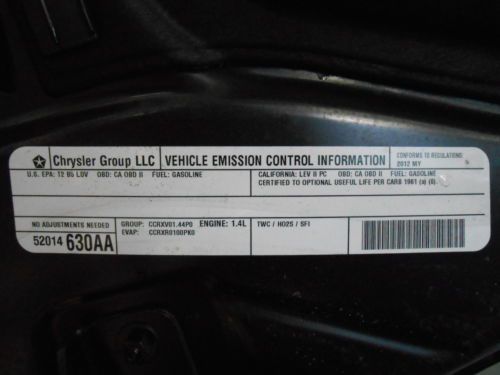 Chrysler Group LLC VEHICLE EMISSION CONTROL INFORMATION CONFORMS TO REGULATIONS:
2012 MY
U.S. EPA: T2 B5 LDV OBD: CA OBD II FUEL: GASOLINE CALIFORNIA: LEV II PC OBD: CA OBD II FUEL: GASOLINE
CERTIFIED TO OPTIONAL USEFUL LIFE PER CARB 1961 (a) (8).
NO ADJUSTMENTS NEEDED GROUP: CCRXV01.44P0 ENGINE: 1.4L TWC / HO2S / SFI
52014 630AA EVAP: CCRXR0100PK0